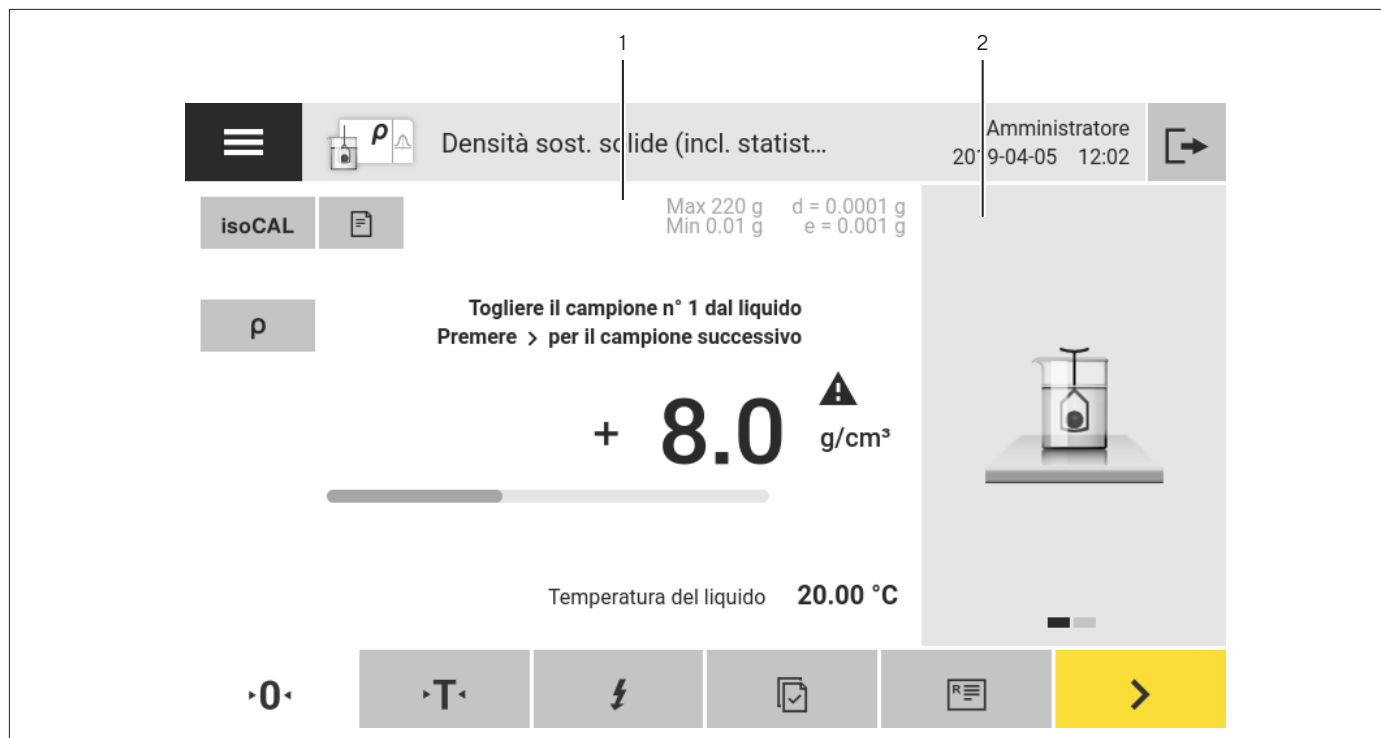 1 2
ρ Densità sost. solide (incl. statist... Amministratore
2019-04-05 12:02
isoCAL Max 220 g d = 0.0001 g
Min 0.01 g e = 0.001 g
ρ Togliere il campione n° 1 dal liquido
Premere > per il campione successivo
+ 8.0 g/cm³
Temperatura del liquido 20.00 °C
0 T R >